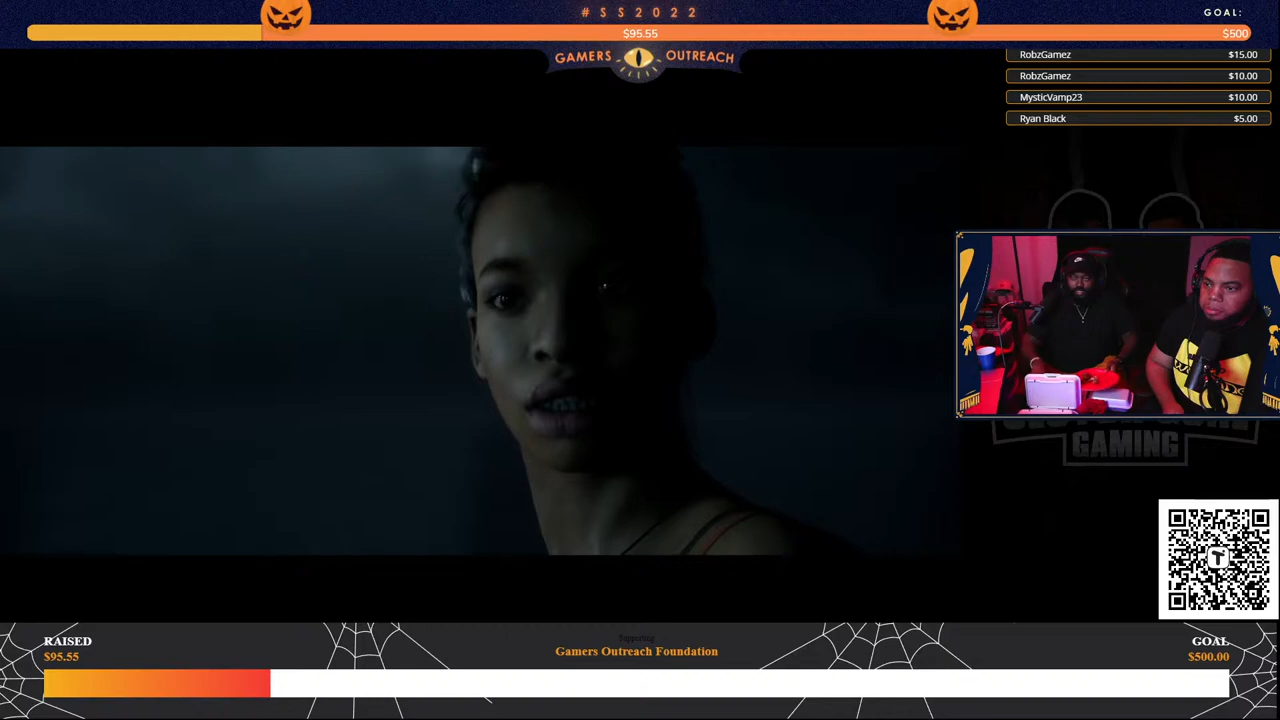 #SS2022
GOAL:
$95.55
$500
GAMERS OUTREACH
RobzGamez $15.00
RobzGamez $10.00
MysticVamp23 $10.00
Ryan Black $5.00
GAMING
RAISED
$95.55
Supporting
Gamers Outreach Foundation
GOAL
$500.00